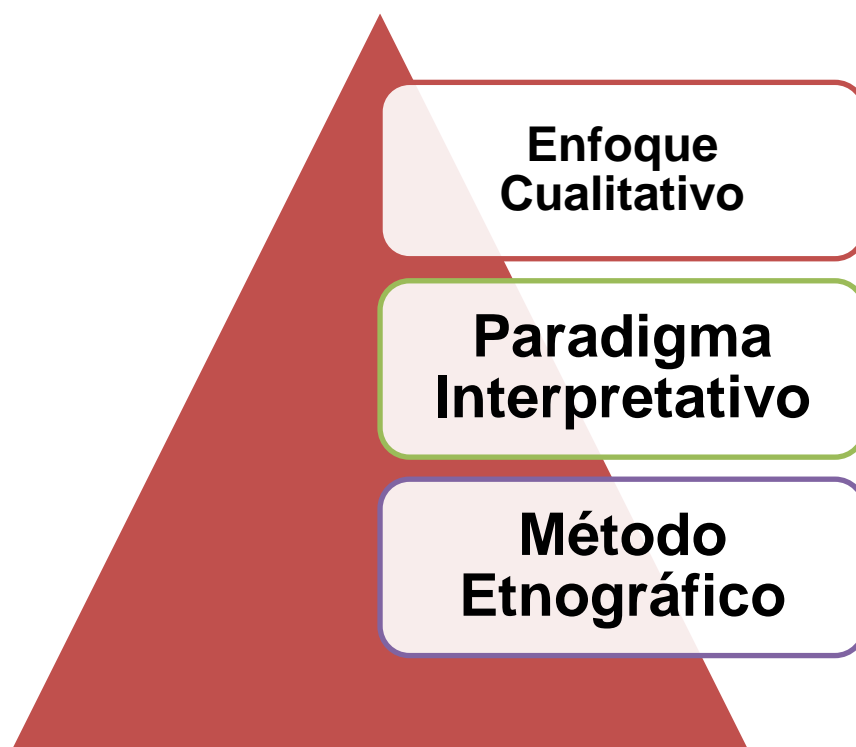 Enfoque
Cualitativo
Paradigma
Interpretativo
Método
Etnográfico